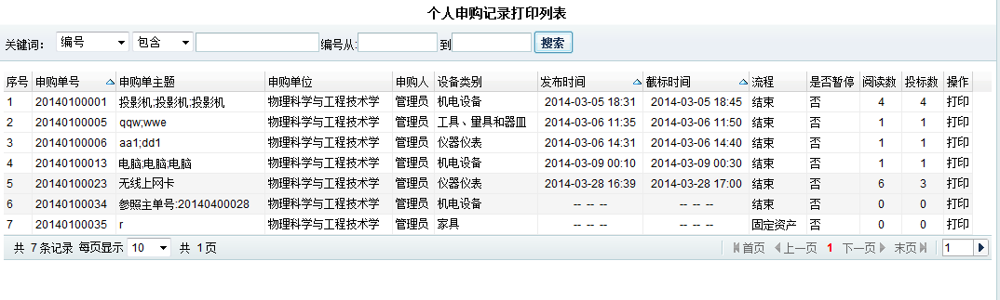 个人申购记录打印列表
关键词： 编号 包含 编号从: 到 搜索
序号 申购单号 申购单主题 申购单位 申购人 设备类别 发布时间 截标时间 流程 是否暂停 阅读数 投标数 操作
1 20140100001 投影机;投影机;投影机 物理科学与工程技术学 管理员 机电设备 2014-03-05 18:31 2014-03-05 18:45 结束 否 4 4 打印
2 20140100005 qqw;wwe 物理科学与工程技术学 管理员 工具、量具和器皿 2014-03-06 11:35 2014-03-06 11:50 结束 否 1 1 打印
3 20140100006 aa1;dd1 物理科学与工程技术学 管理员 仪器仪表 2014-03-06 14:31 2014-03-06 14:40 结束 否 1 1 打印
4 20140100013 电脑;电脑;电脑 物理科学与工程技术学 管理员 机电设备 2014-03-09 00:10 2014-03-09 00:30 结束 否 1 1 打印
5 20140100023 无线上网卡 物理科学与工程技术学 管理员 仪器仪表 2014-03-28 16:39 2014-03-28 17:00 结束 否 6 3 打印
6 20140100034 参照主单号:20140400028 物理科学与工程技术学 管理员 机电设备 -- -- -- -- -- -- 结束 否 0 0 打印
7 20140100035 r 物理科学与工程技术学 管理员 家具 -- -- -- -- -- -- 固定资产 否 0 0 打印
共 7条记录 每页显示 10 共 1页 首页 上一页 1 下一页 末页 1